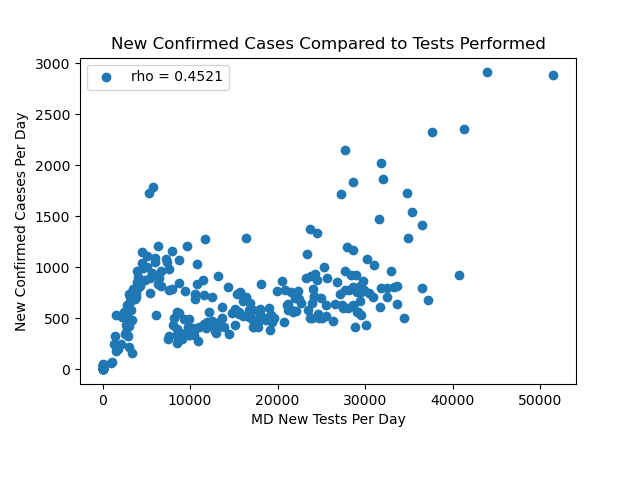 New Confirmed Cases Compared to Tests Performed
rho = 0.4521
3000
2500
2000
1500
1000
500
0
New Confirmed Caeses Per Day
0 10000 20000 30000 40000 50000
MD New Tests Per Day